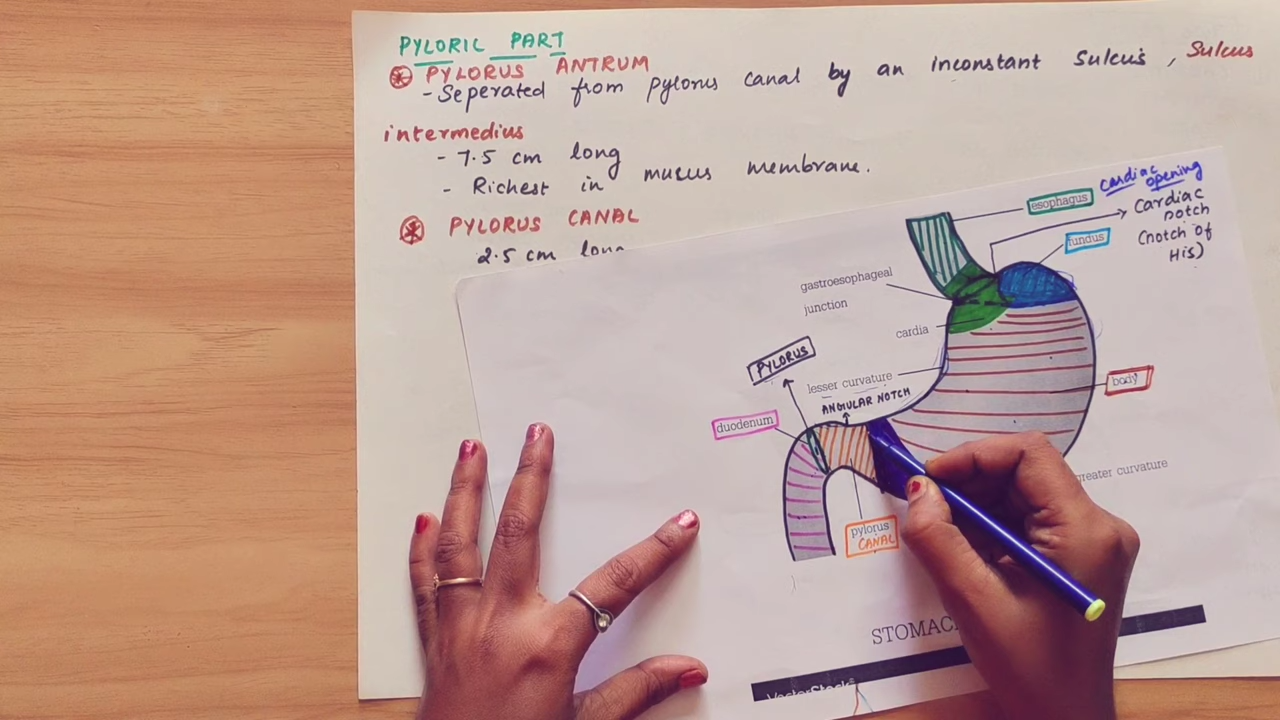 PYLORIC PART
PYLORUS ANTRUM
- Seperated from pylorus canal by an inconstant sulcus, Sulcus
intermedius
- 7.5 cm long
- Richest in mucus membrane.
PYLORUS CANAL
2.5 cm long
cardiac opening
esophagus
Cardiac
notch
(notch of
His)
fundus
gastroesophageal
junction
cardia
PYLORUS
lesser curvature
ANGULAR NOTCH
body
duodenum
greater curvature
pylorus
CANAL
VectorStock